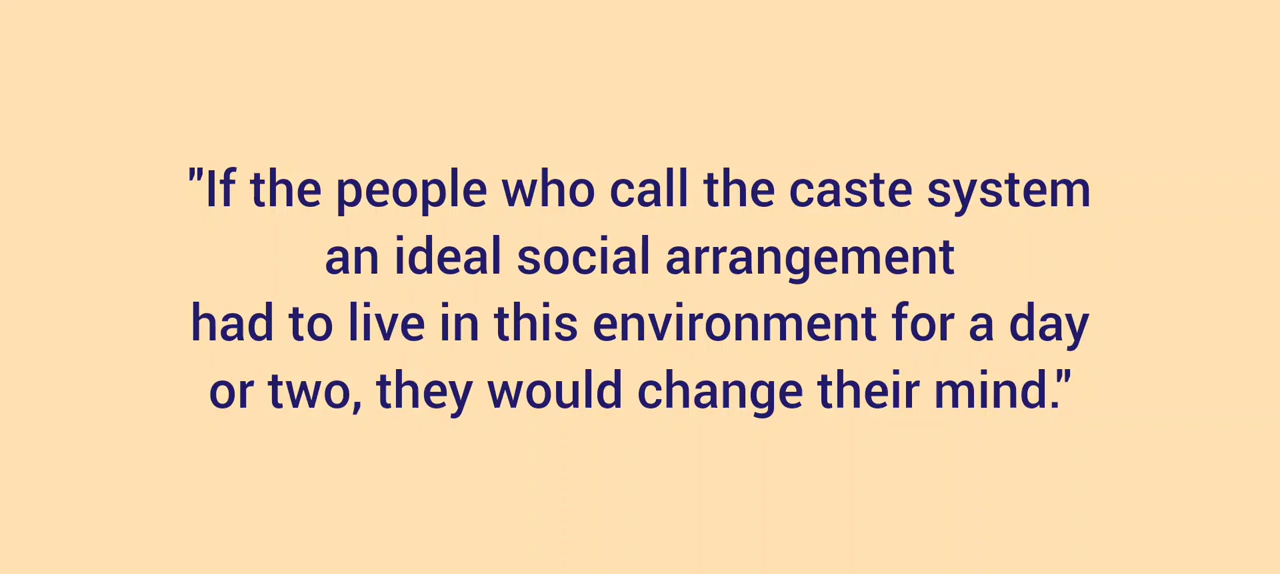 "If the people who call the caste system
an ideal social arrangement
had to live in this environment for a day
or two, they would change their mind."